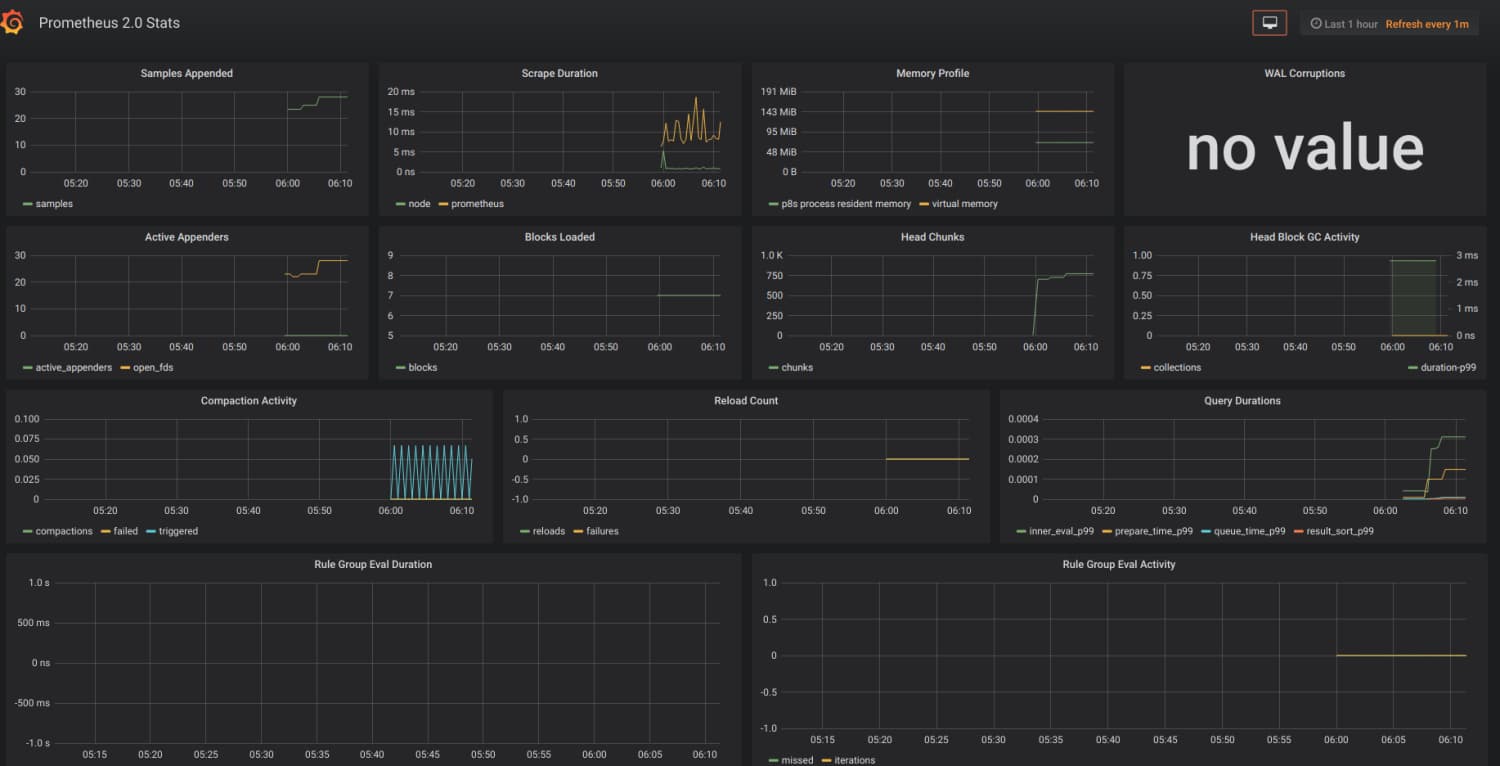 Prometheus 2.0 Stats
Last 1 hour Refresh every 1m
Samples Appended
30
20
10
0
05:20 05:30 05:40 05:50 06:00 06:10
samples
Scrape Duration
20 ms
15 ms
10 ms
5 ms
0 ns
05:20 05:30 05:40 05:50 06:00 06:10
node prometheus
Memory Profile
191 MiB
143 MiB
95 MiB
48 MiB
0 B
05:20 05:30 05:40 05:50 06:00 06:10
p8s process resident memory virtual memory
WAL Corruptions
no value
Active Appenders
30
20
10
0
05:20 05:30 05:40 05:50 06:00 06:10
active_appenders open_fds
Blocks Loaded
9
8
7
6
5
05:20 05:30 05:40 05:50 06:00 06:10
blocks
Head Chunks
1.0 K
750
500
250
0
05:20 05:30 05:40 05:50 06:00 06:10
chunks
Head Block GC Activity
1.00 3 ms
0.75
2 ms
0.50
1 ms
0.25
0 0 ns
05:20 05:30 05:40 05:50 06:00 06:10
collections duration-p99
Compaction Activity
0.100
0.075
0.050
0.025
0
05:20 05:30 05:40 05:50 06:00 06:10
compactions failed triggered
Reload Count
1.0
0.5
0
-0.5
-1.0
05:20 05:30 05:40 05:50 06:00 06:10
reloads failures
Query Durations
0.0004
0.0003
0.0002
0.0001
0
05:20 05:30 05:40 05:50 06:00 06:10
inner_eval_p99 prepare_time_p99 queue_time_p99 result_sort_p99
Rule Group Eval Duration
1.0 s
500 ms
0 ns
-500 ms
-1.0 s
05:15 05:20 05:25 05:30 05:35 05:40 05:45 05:50 05:55 06:00 06:05 06:10
Rule Group Eval Activity
1.0
0.5
0
-0.5
-1.0
05:15 05:20 05:25 05:30 05:35 05:40 05:45 05:50 05:55 06:00 06:05 06:10
missed iterations